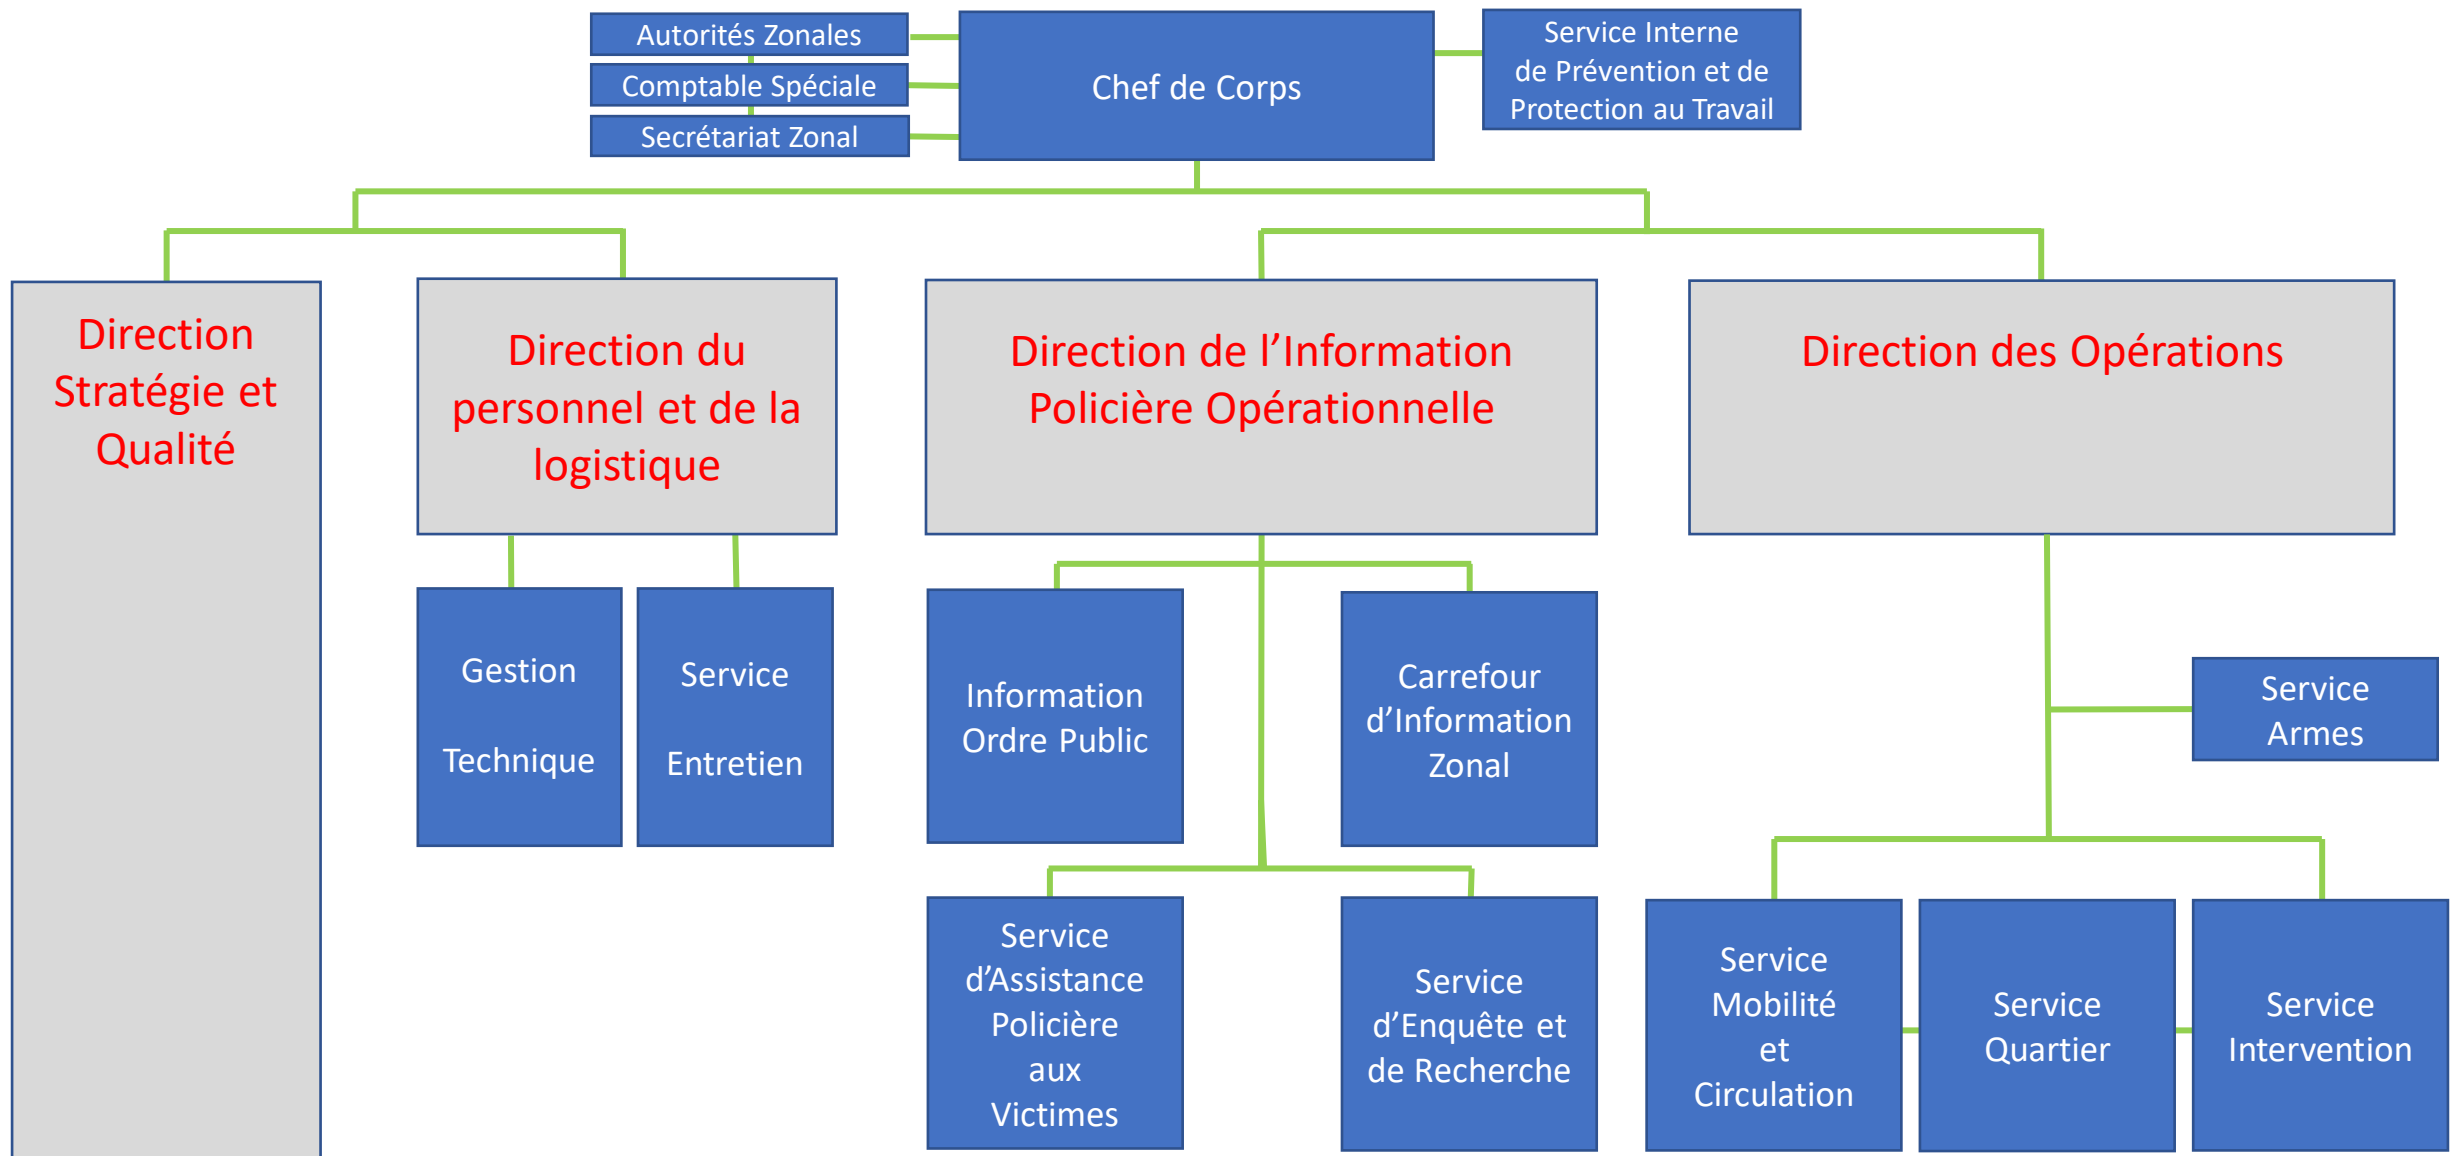 Autorités Zonales
Comptable Spéciale
Secrétariat Zonal
Chef de Corps
Service Interne
de Prévention et de
Protection au Travail
Direction
Stratégie et
Qualité
Direction du
personnel et de la
logistique
Direction de l’Information
Policière Opérationnelle
Direction des Opérations
Gestion
Technique
Service
Entretien
Information
Ordre Public
Carrefour
d’Information
Zonal
Service
Armes
Service
d’Assistance
Policière
aux
Victimes
Service
d’Enquête et
de Recherche
Service
Mobilité
et
Circulation
Service
Quartier
Service
Intervention